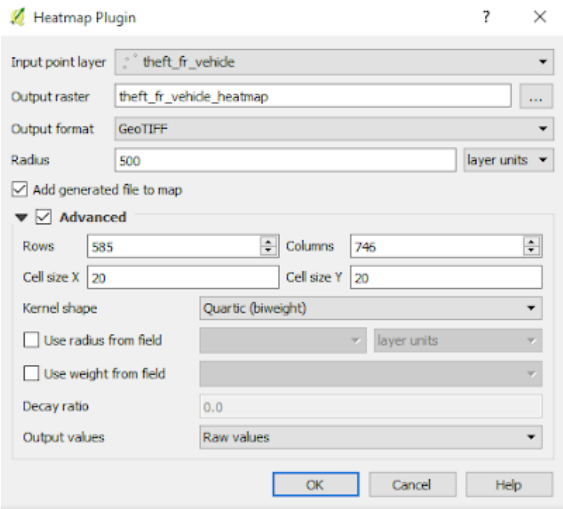 Heatmap Plugin ?
Input point layer theft_fr_vehicle
Output raster theft_fr_vehicle_heatmap ...
Output format GeoTIFF
Radius 500 layer units
Add generated file to map
Advanced
Rows 585 Columns 746
Cell size X 20 Cell size Y 20
Kernel shape Quartic (biweight)
Use radius from field layer units
Use weight from field
Decay ratio 0.0
Output values Raw values
OK Cancel Help